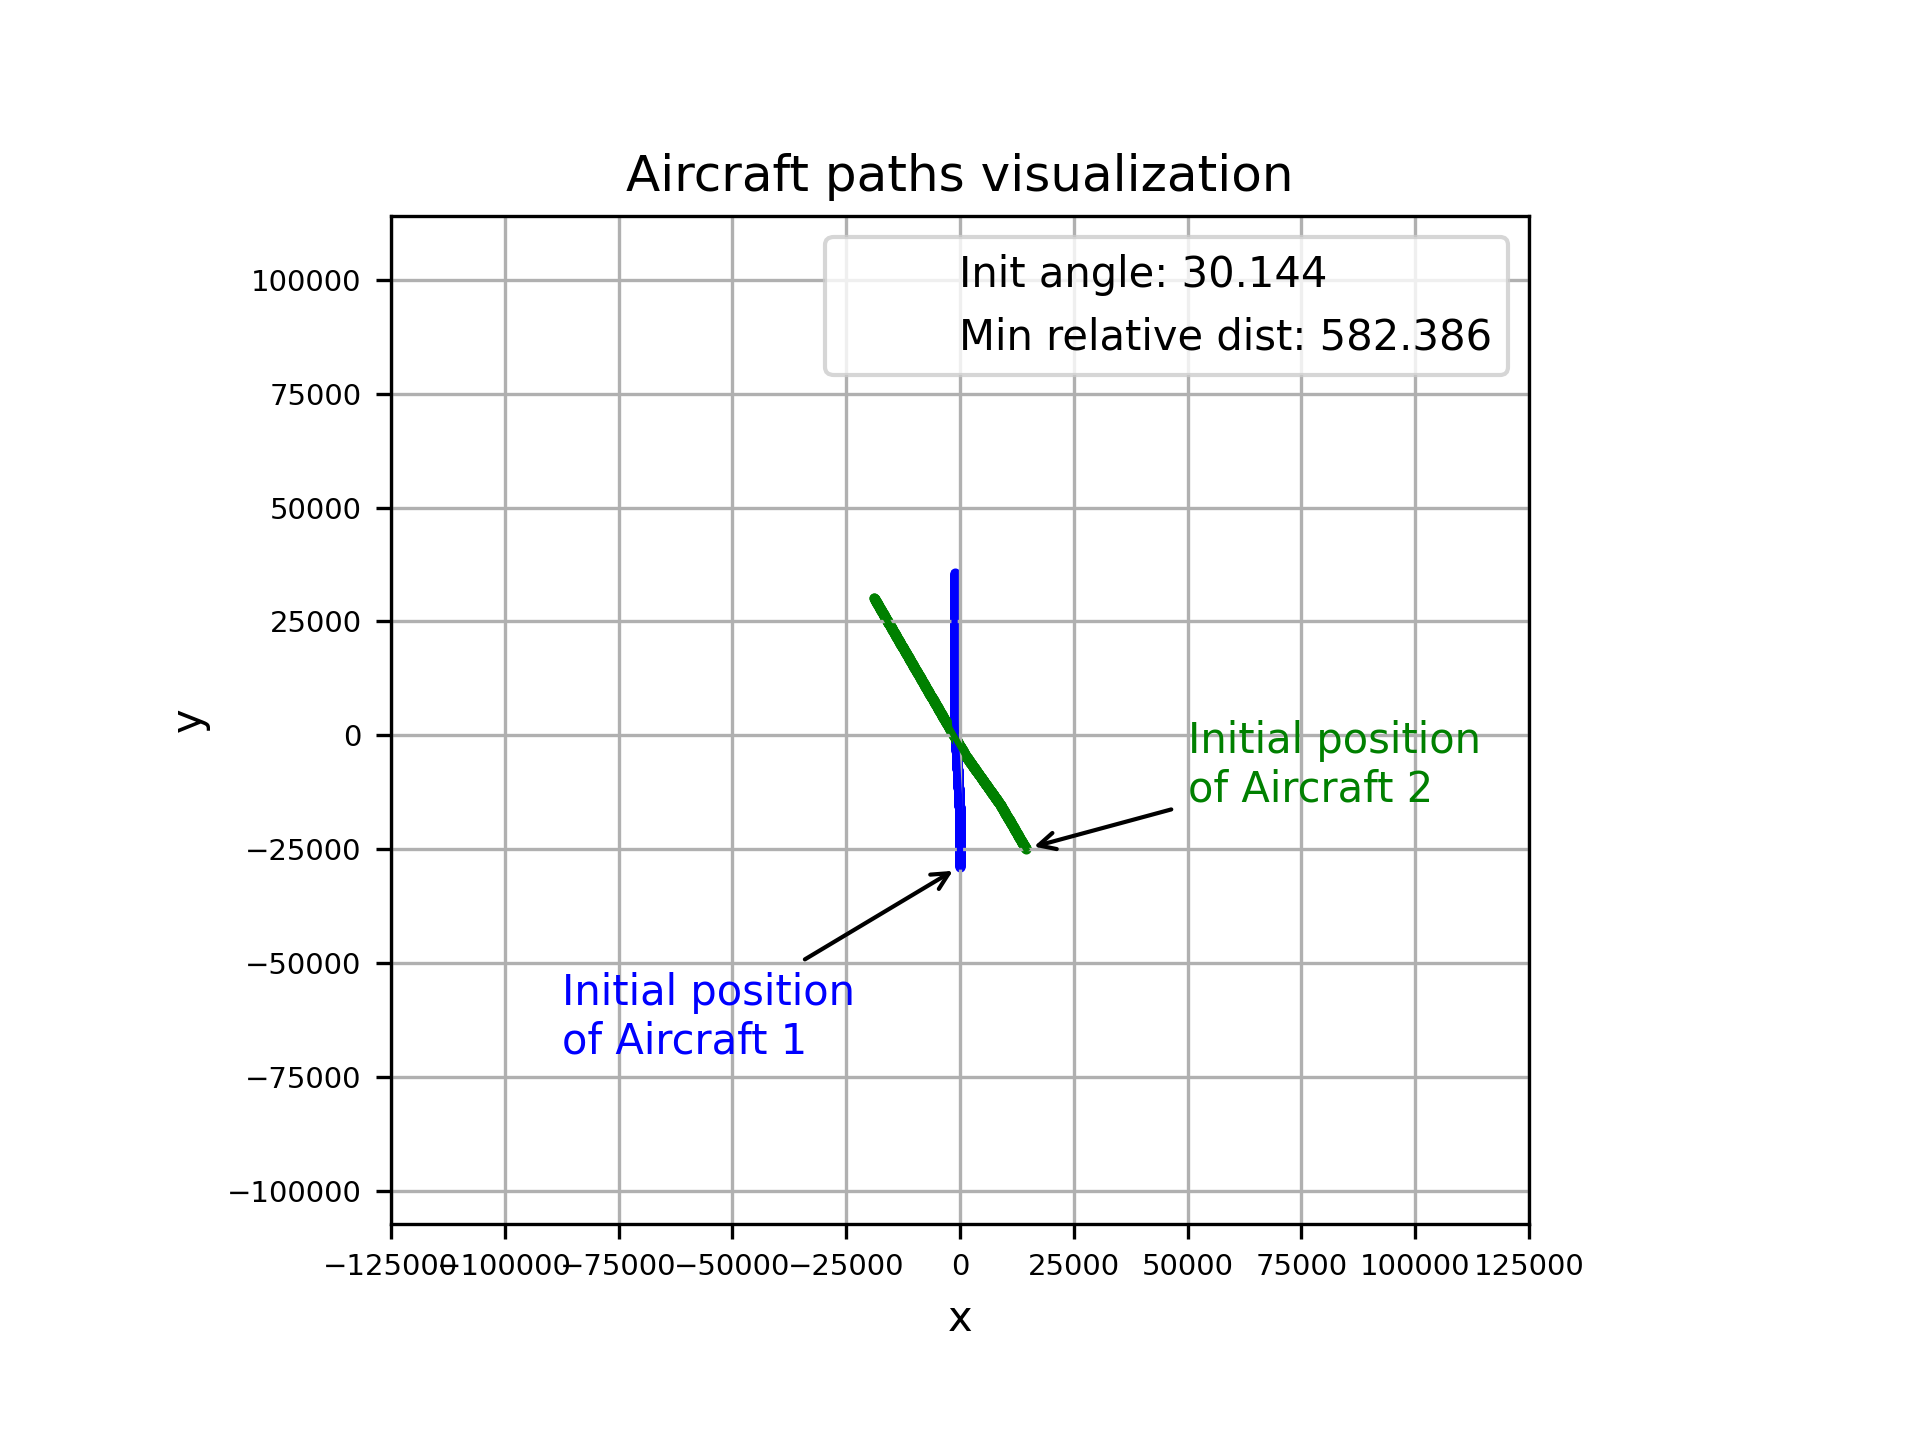 Aircraft paths visualization
Init angle: 30.144
Min relative dist: 582.386
100000
75000
50000
25000
0
−25000
−50000
−75000
−100000
y
Initial position
of Aircraft 2
Initial position
of Aircraft 1
−125000 −100000 −75000 −50000 −25000 0 25000 50000 75000 100000 125000
x